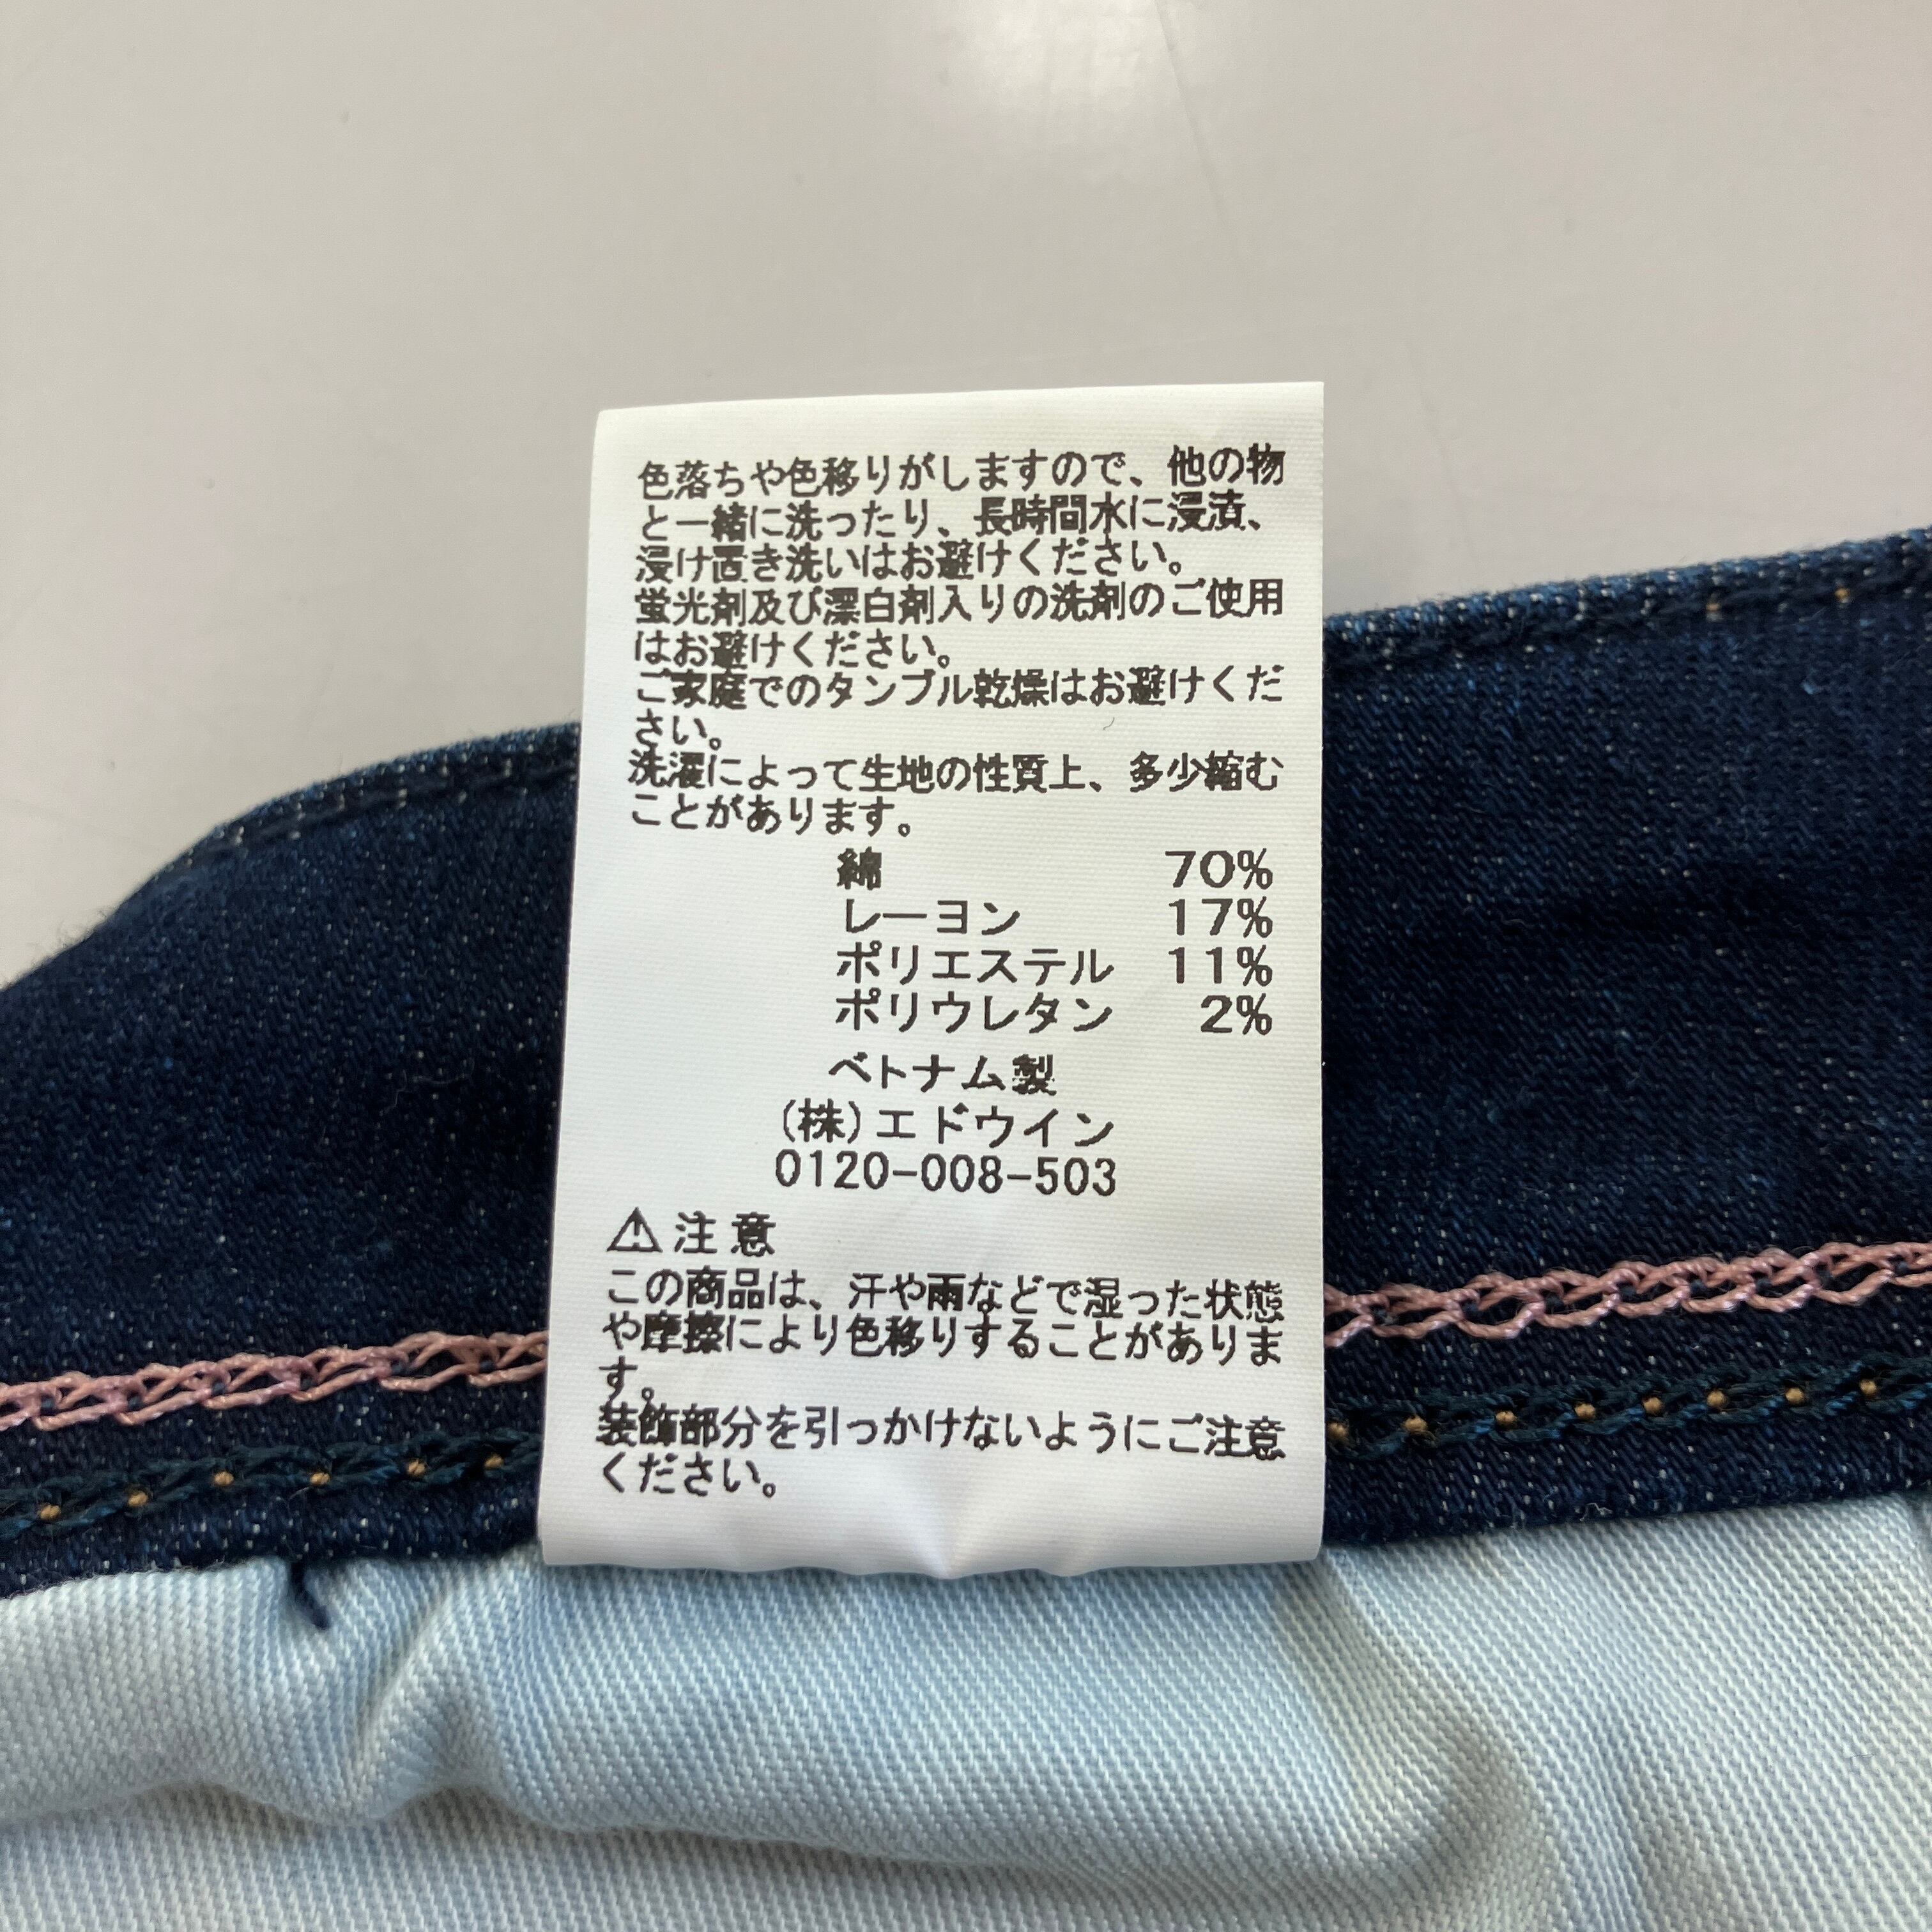 色落ちや色移りがしますので、他の物
と一緒に洗ったり、長時間水に浸漬、
浸け置き洗いはお避けください。
蛍光剤及び漂白剤入りの洗剤のご使用
はお避けください。
ご家庭でのタンブル乾燥はお避けくだ
さい。
洗濯によって生地の性質上、多少縮む
ことがあります。
綿 70%
レーヨン 17%
ポリエステル 11%
ポリウレタン 2%
ベトナム製
(株)エドウイン
0120-008-503
⚠注意
この商品は、汗や雨などで湿った状態
や摩擦により色移りすることがありま
す。
装飾部分を引っかけないようにご注意
ください。